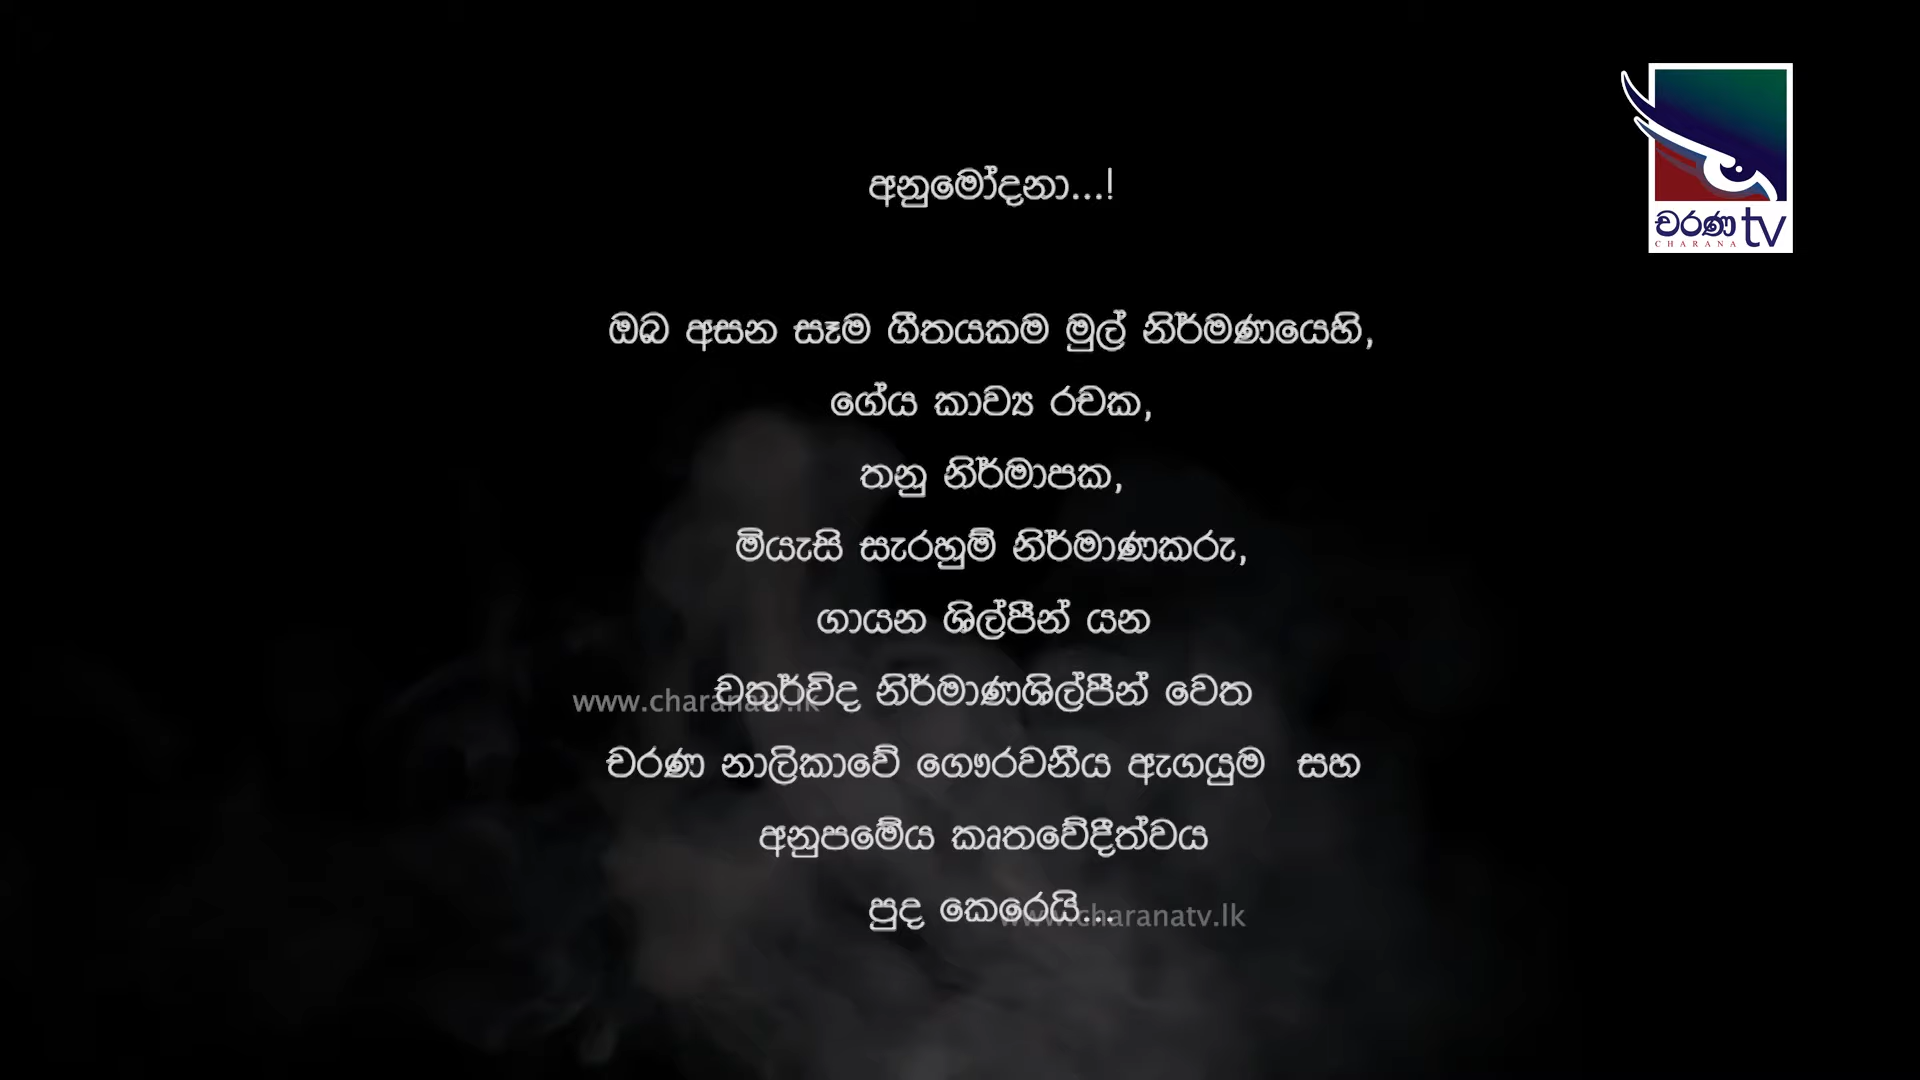 අනුමෝදනා...!
ඔබ අසන සෑම ගීතයකම මුල් නිර්මණයෙහි,
ගේය කාව්‍ය රචක,
තනු නිර්මාපක,
මියැසි සැරහුම් නිර්මාණකරු,
ගායන ශිල්පීන් යන
චතුර්විද නිර්මාණශිල්පීන් වෙත
චරණ නාලිකාවේ ගෞරවනීය ඇගයුම සහ
අනුපමේය කෘතවේදීත්වය
පුද කෙරෙයි...
www.charanatv.lk
www.charanatv.lk
චරණ tv
CHARANA